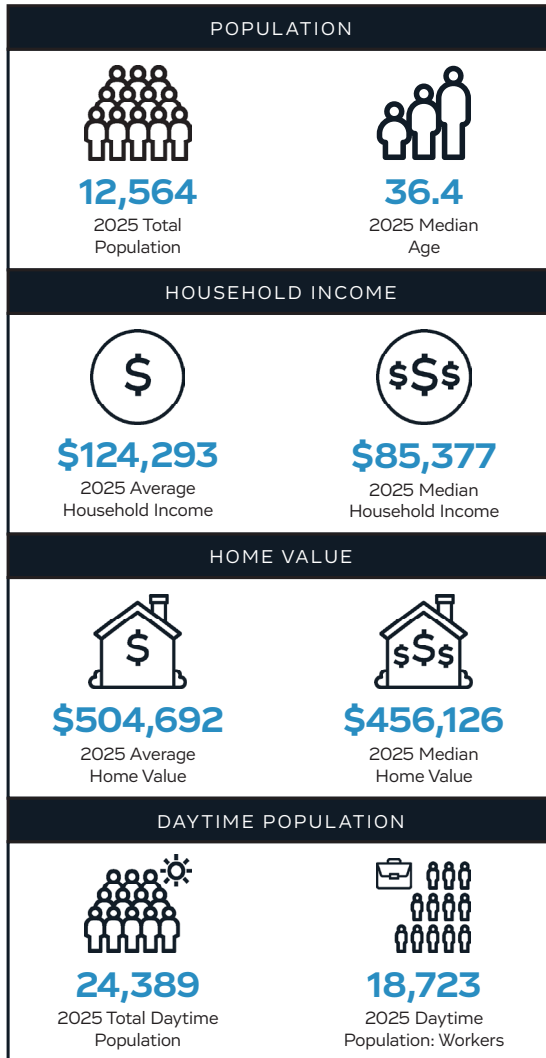 POPULATION
12,564
2025 Total
Population
36.4
2025 Median
Age
HOUSEHOLD INCOME
$
$124,293
2025 Average
Household Income
$$$
$85,377
2025 Median
Household Income
HOME VALUE
$
$504,692
2025 Average
Home Value
$$$
$456,126
2025 Median
Home Value
DAYTIME POPULATION
24,389
2025 Total Daytime
Population
18,723
2025 Daytime
Population: Workers